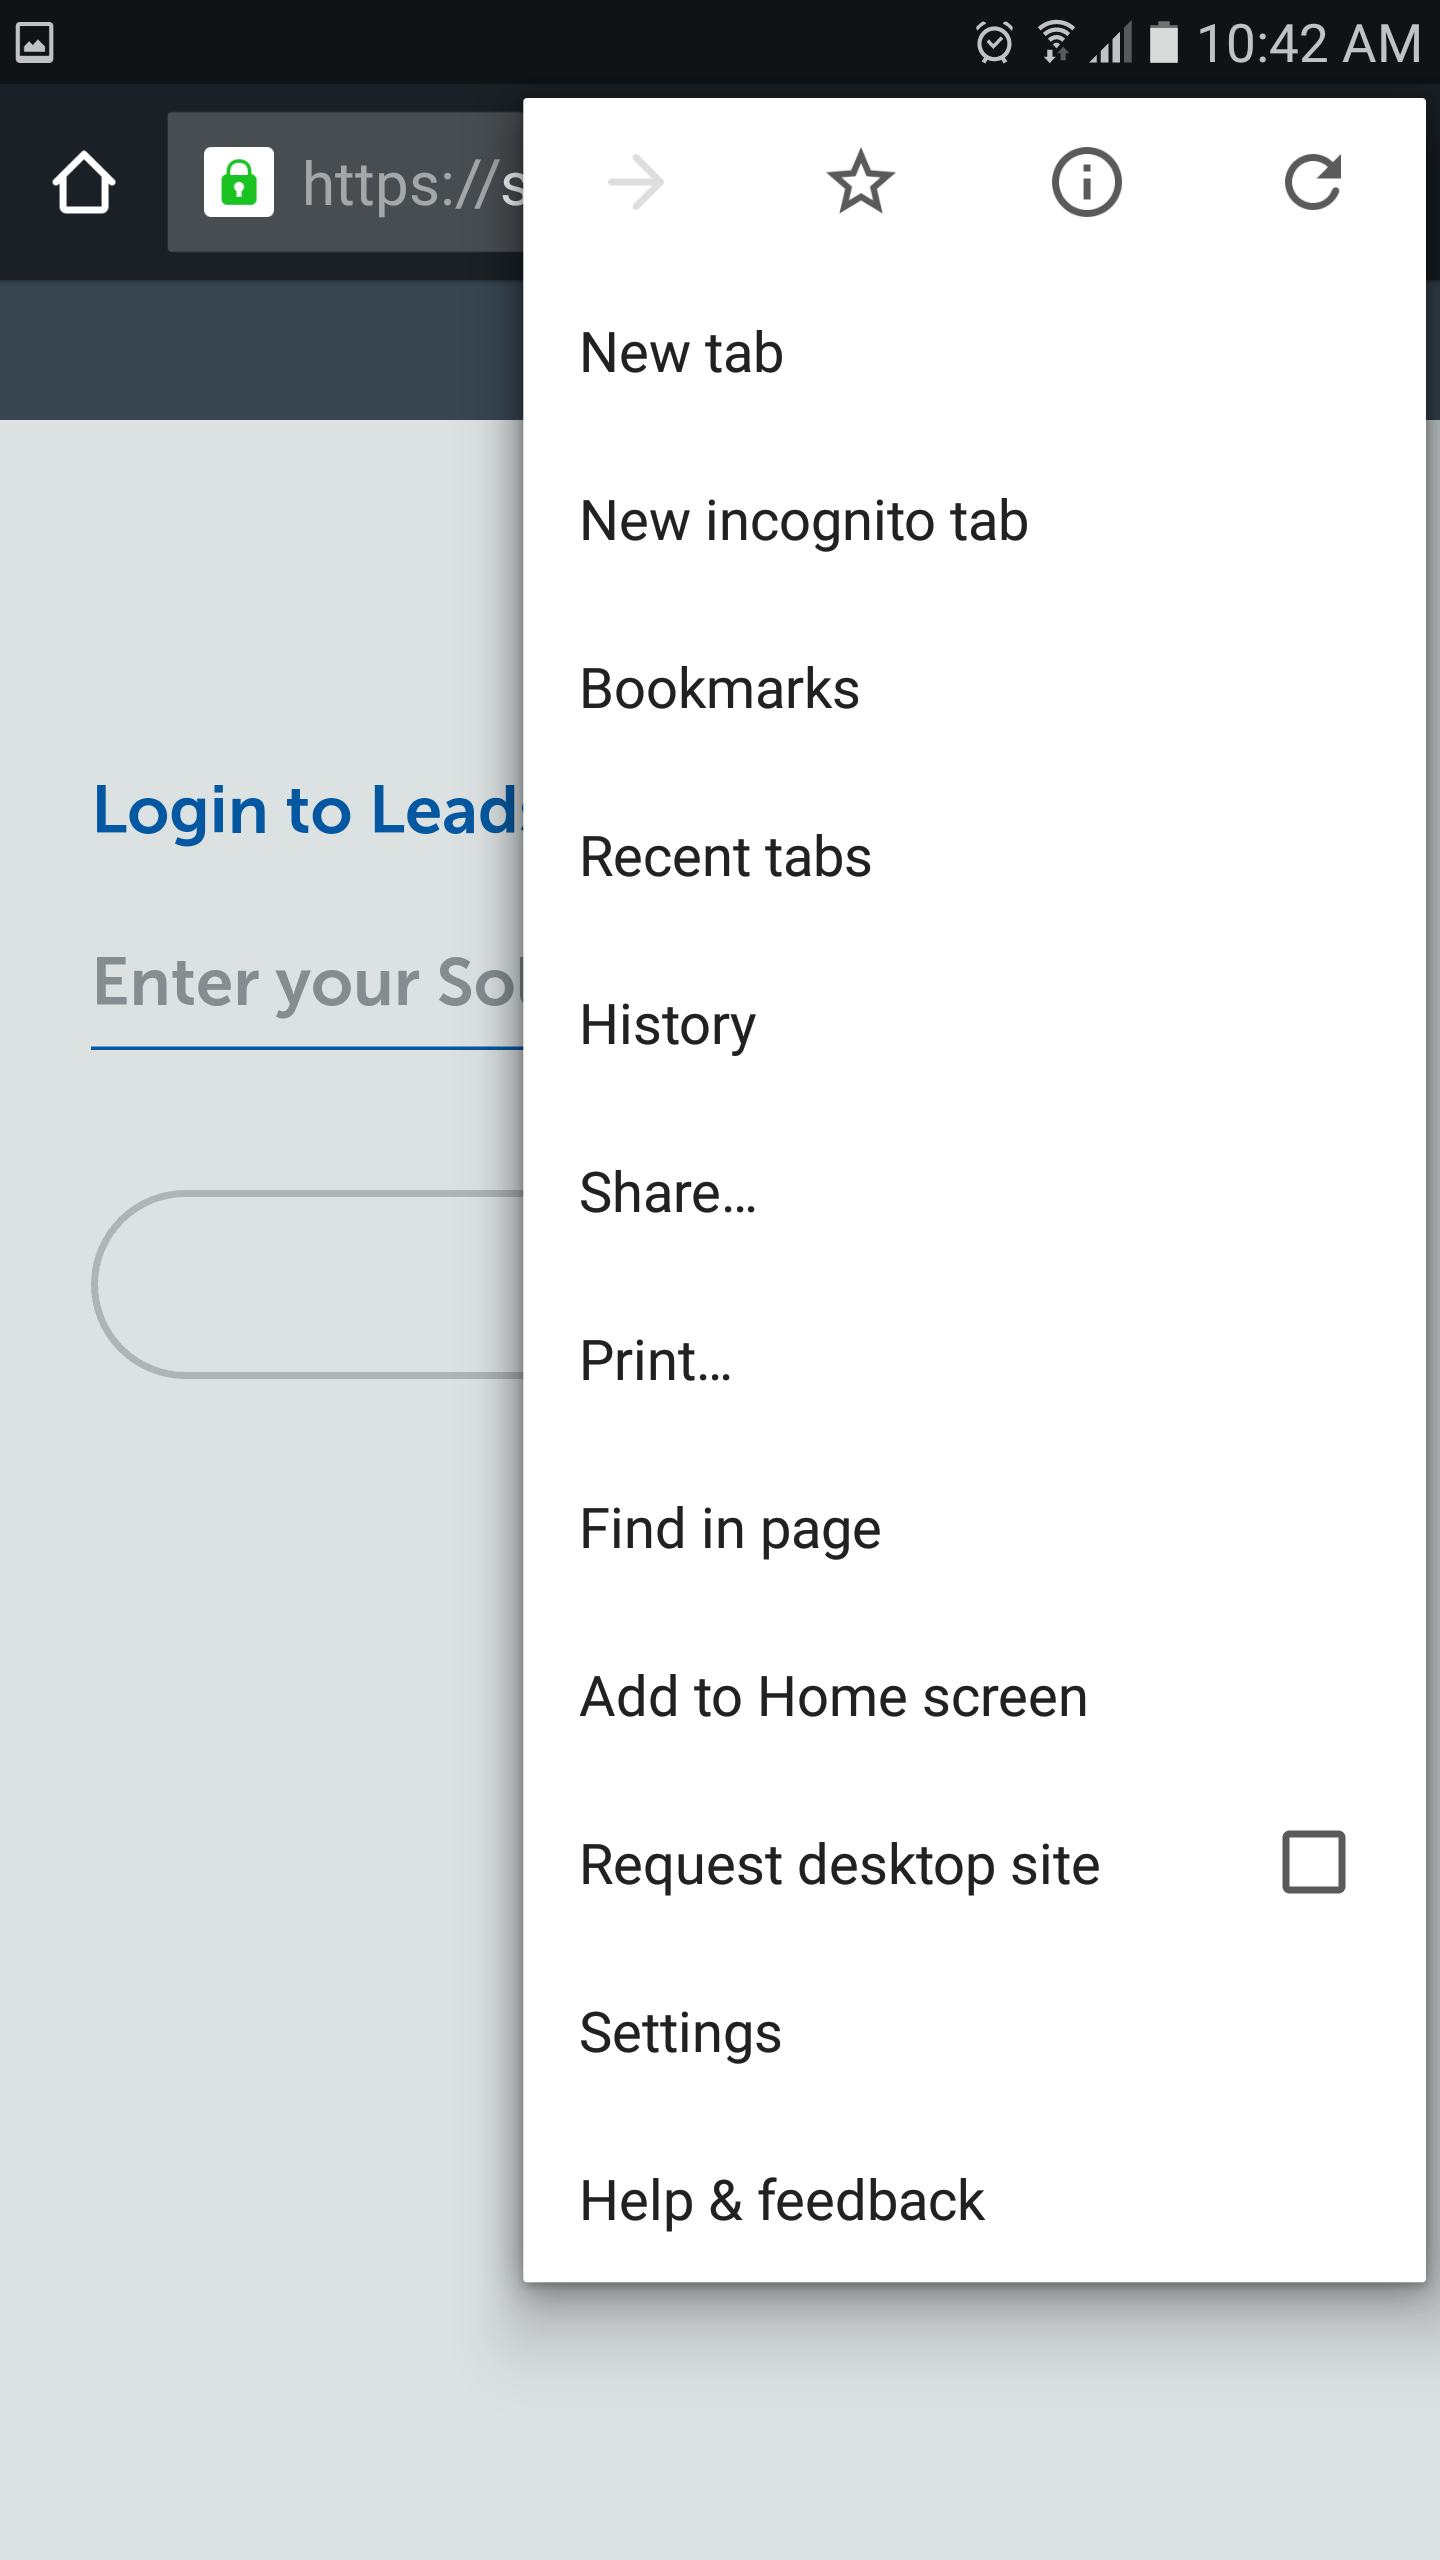 10:42 AM
https://s
New tab
New incognito tab
Bookmarks
Login to Leads
Recent tabs
Enter your Sol
History
Share...
Print...
Find in page
Add to Home screen
Request desktop site
Settings
Help & feedback